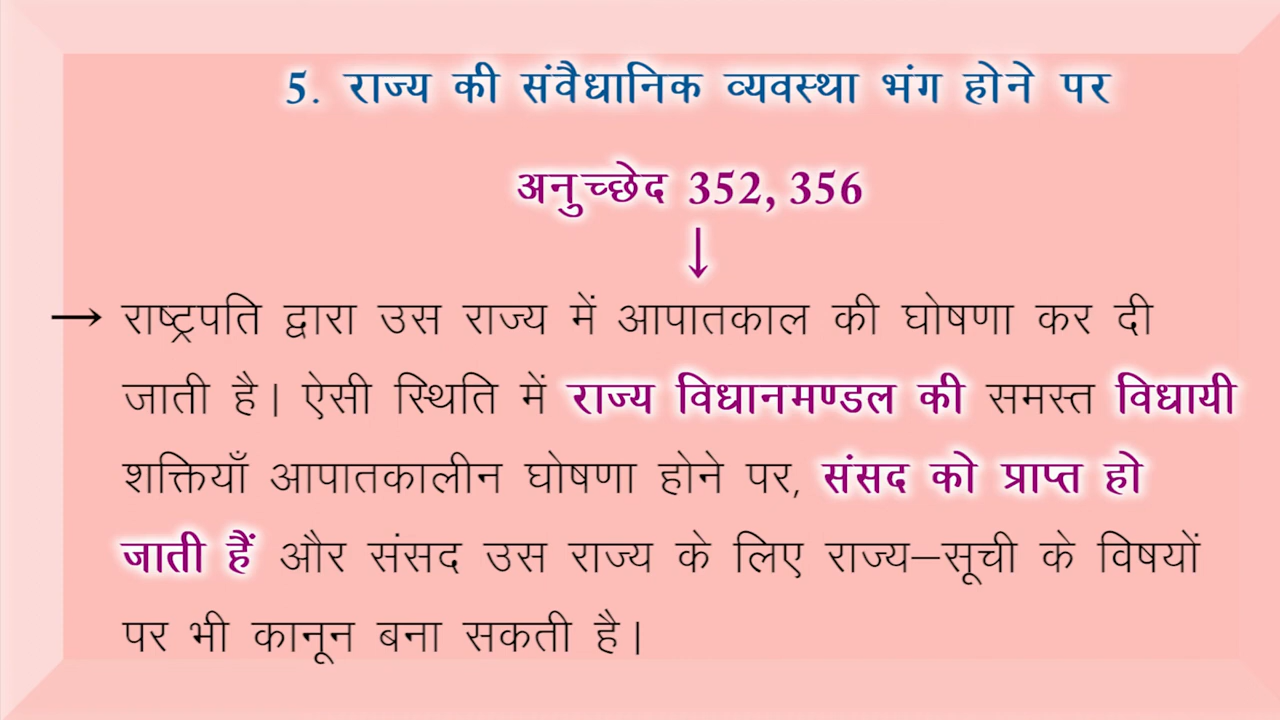 5. राज्य की संवैधानिक व्यवस्था भंग होने पर
अनुच्छेद 352, 356
↓
→ राष्ट्रपति द्वारा उस राज्य में आपातकाल की घोषणा कर दी
जाती है। ऐसी स्थिति में राज्य विधानमण्डल की समस्त विधायी
शक्तियाँ आपातकालीन घोषणा होने पर, संसद को प्राप्त हो
जाती हैं और संसद उस राज्य के लिए राज्य–सूची के विषयों
पर भी कानून बना सकती है।